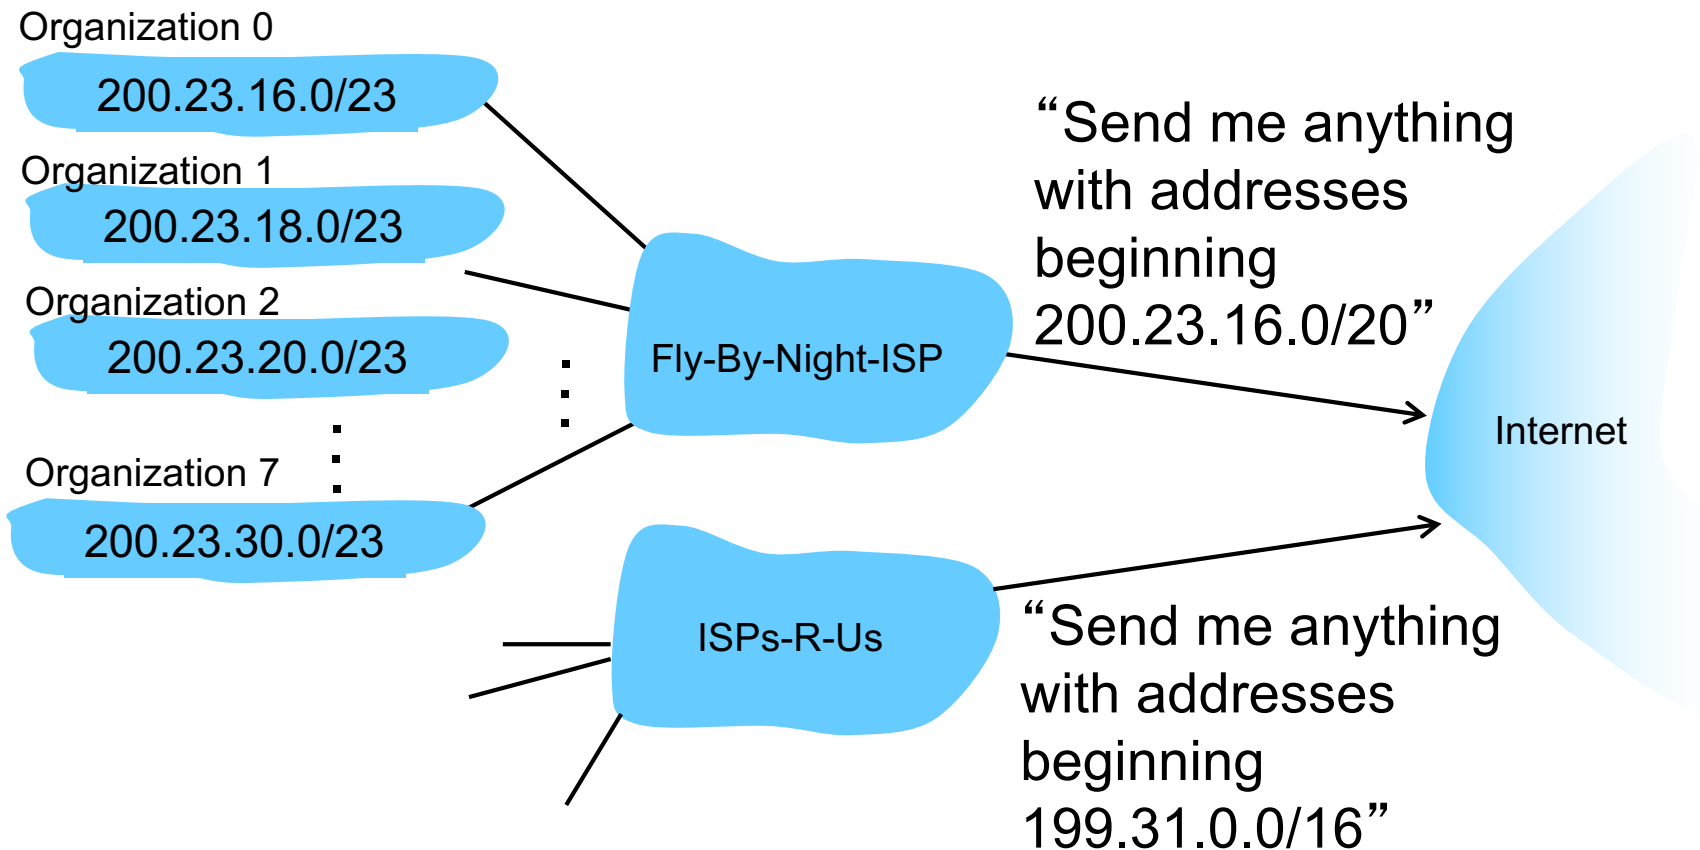 Organization 0
200.23.16.0/23
Organization 1
200.23.18.0/23
Organization 2
200.23.20.0/23
Organization 7
200.23.30.0/23
Fly-By-Night-ISP
ISPs-R-Us
“Send me anything
with addresses
beginning
200.23.16.0/20”
“Send me anything
with addresses
beginning
199.31.0.0/16”
Internet